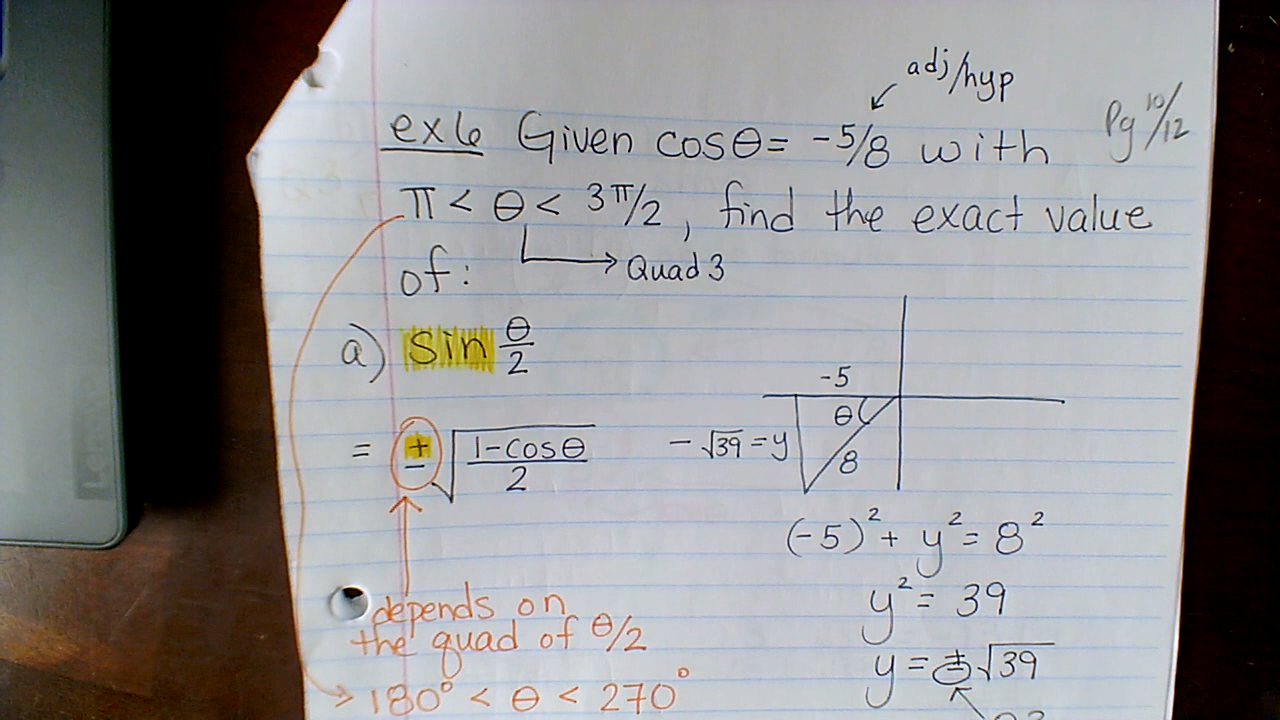 adj/hyp
Pg 10/12
ex6 Given cosθ = -5/8 with
π < θ < 3π/2, find the exact value
of:
Quad 3
a) sin θ/2
= ± √((1-cosθ)/2)
-5
θ
-√39 = y
8
(-5)² + y² = 8²
y² = 39
y = ±√39
depends on
the quad of θ/2
180° < θ < 270°